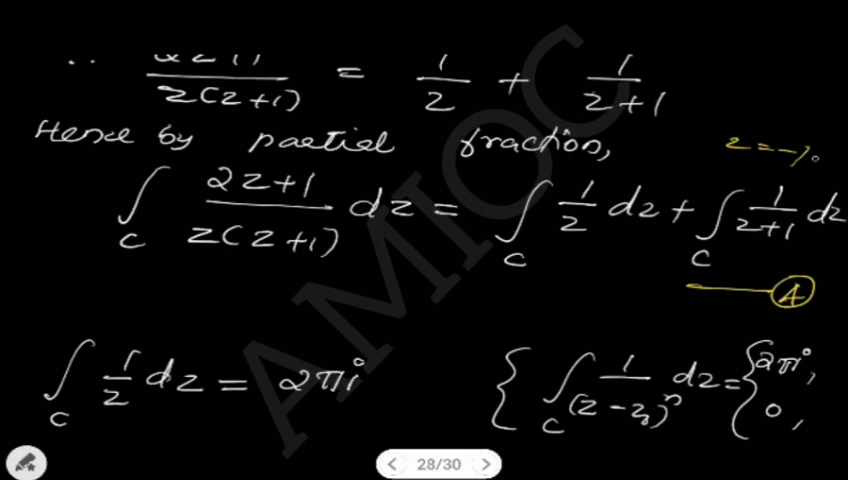 ∴ 2z+1 / z(z+1) = 1/z + 1/z+1
Hence by partial fraction,
z = -1.
∫_C 2z+1 / z(z+1) dz = ∫_C 1/z dz + ∫_C 1/z+1 dz
A
∫_C 1/z dz = 2πi { ∫_C 1/(z-z₀)ⁿ dz = { 2πi,
0,
AMIOC
28/30